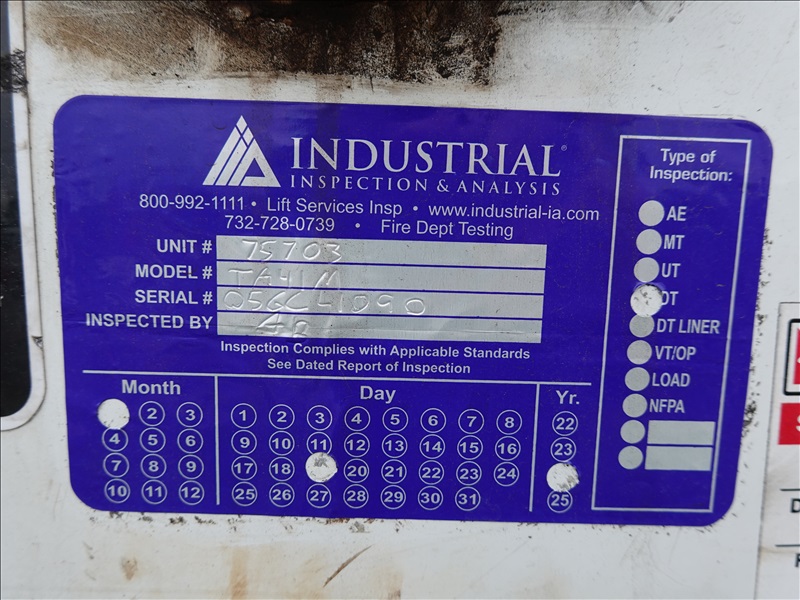 INDUSTRIAL®
INSPECTION & ANALYSIS
800-992-1111 • Lift Services Insp • www.industrial-ia.com
732-728-0739 • Fire Dept Testing
UNIT # 75703
MODEL # TA41M
SERIAL # 056C41090
INSPECTED BY
Inspection Complies with Applicable Standards
See Dated Report of Inspection
Type of
Inspection:
AE
MT
UT
DT
DT LINER
VT/OP
LOAD
NFPA
Month
2 3
4 5 6
7 8 9
10 11 12
Day
1 2 3 4 5 6 7 8
9 10 11 12 13 14 15 16
17 18 20 21 22 23 24
25 26 27 28 29 30 31
Yr.
22
23
25